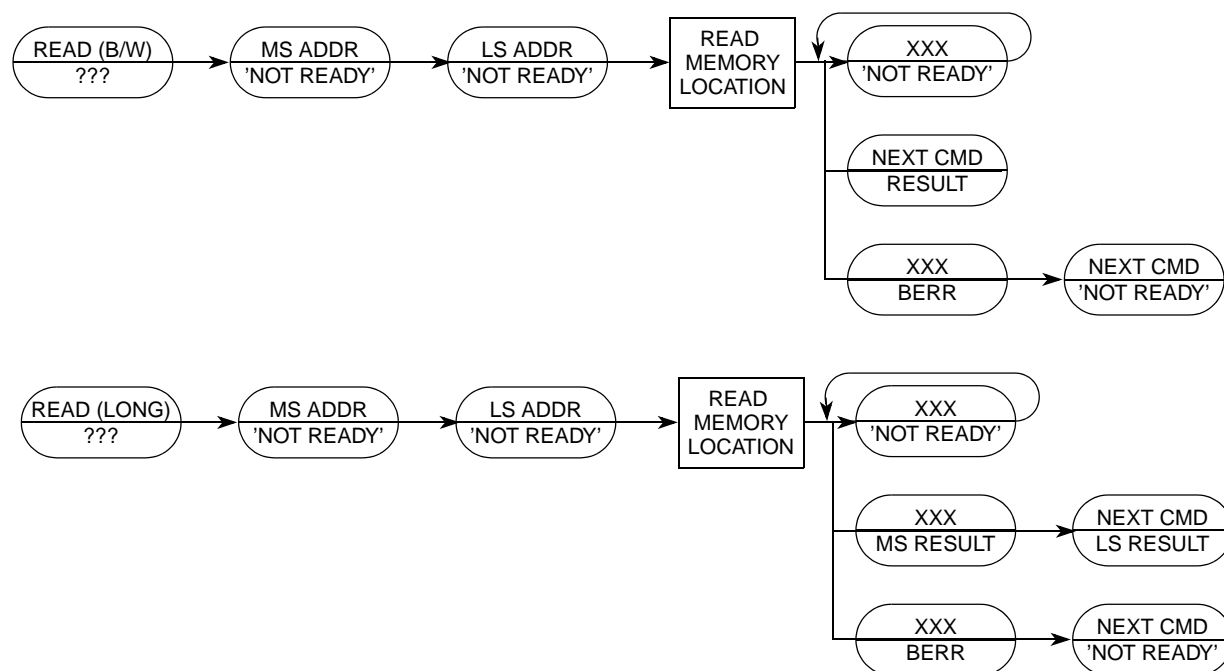 READ (B/W)
???
MS ADDR
'NOT READY'
LS ADDR
'NOT READY'
READ
MEMORY
LOCATION
XXX
'NOT READY'
NEXT CMD
RESULT
XXX
BERR
NEXT CMD
'NOT READY'
READ (LONG)
???
MS ADDR
'NOT READY'
LS ADDR
'NOT READY'
READ
MEMORY
LOCATION
XXX
'NOT READY'
XXX
MS RESULT
NEXT CMD
LS RESULT
XXX
BERR
NEXT CMD
'NOT READY'